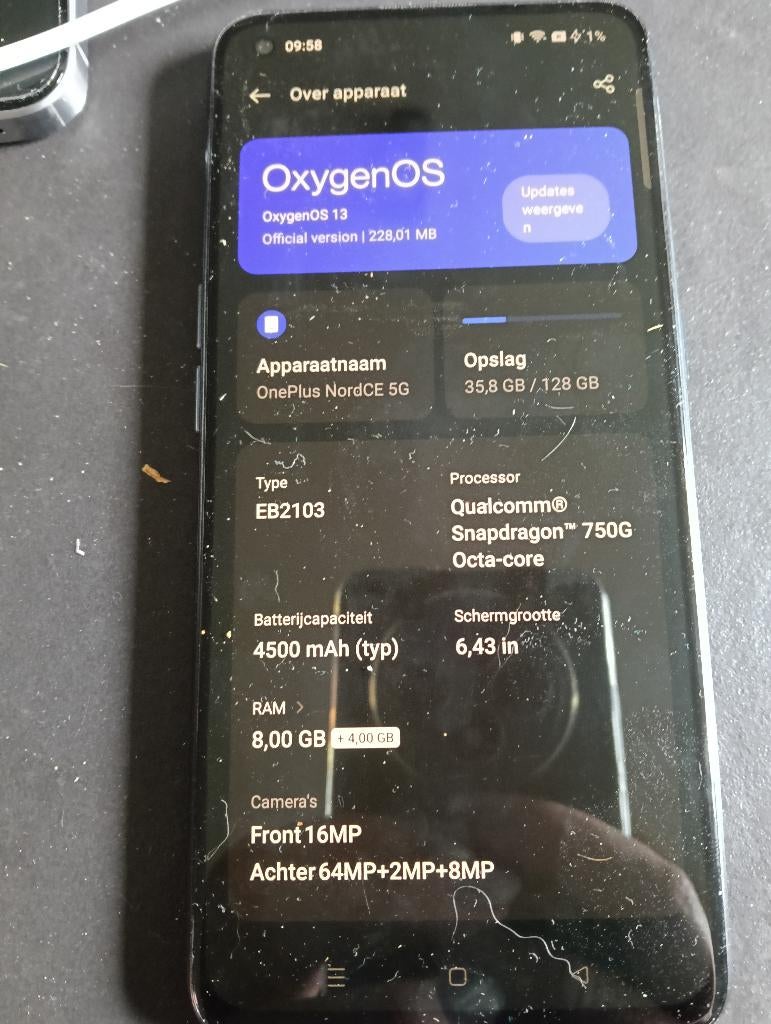 09:58
1%
Over apparaat
OxygenOS
OxygenOS 13
Official version | 228,01 MB
Updates
weergeve
n
Apparaatnaam
OnePlus NordCE 5G
Opslag
35,8 GB / 128 GB
Type
EB2103
Processor
Qualcomm®
Snapdragon™ 750G
Octa-core
Batterijcapaciteit
4500 mAh (typ)
Schermgrootte
6,43 in
RAM
8,00 GB + 4,00 GB
Camera's
Front 16MP
Achter 64MP+2MP+8MP